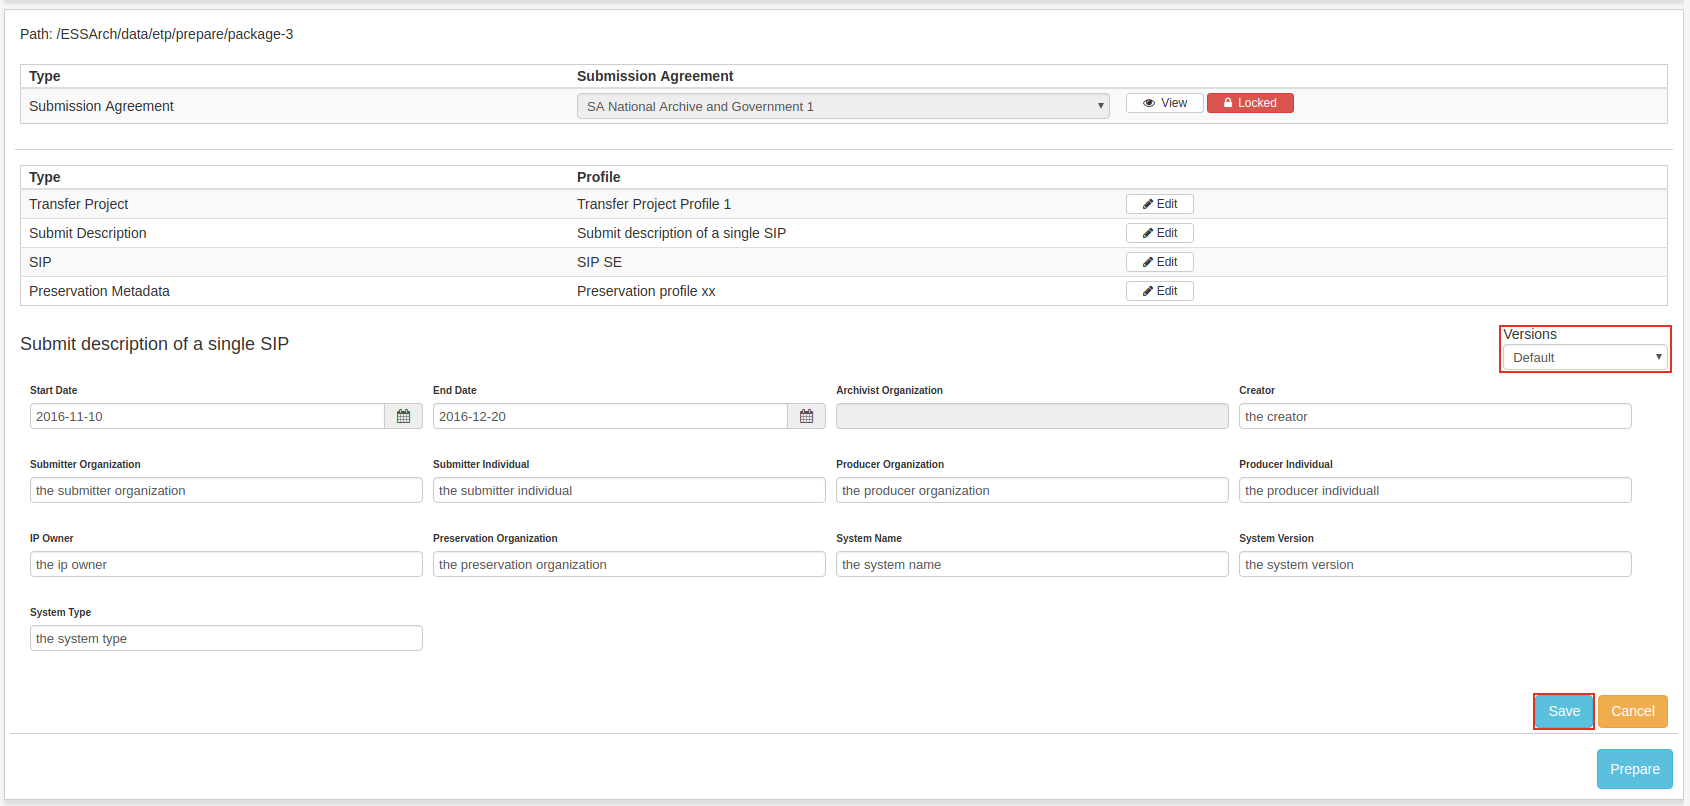 Path: /ESSArch/data/etp/prepare/package-3
Type Submission Agreement
Submission Agreement SA National Archive and Government 1 View Locked
Type Profile
Transfer Project Transfer Project Profile 1 Edit
Submit Description Submit description of a single SIP Edit
SIP SIP SE Edit
Preservation Metadata Preservation profile xx Edit
Versions
Submit description of a single SIP
Default
Start Date End Date Archivist Organization Creator
2016-11-10 2016-12-20 the creator
Submitter Organization Submitter Individual Producer Organization Producer Individual
the submitter organization the submitter individual the producer organization the producer individuall
IP Owner Preservation Organization System Name System Version
the ip owner the preservation organization the system name the system version
System Type
the system type
Save Cancel
Prepare